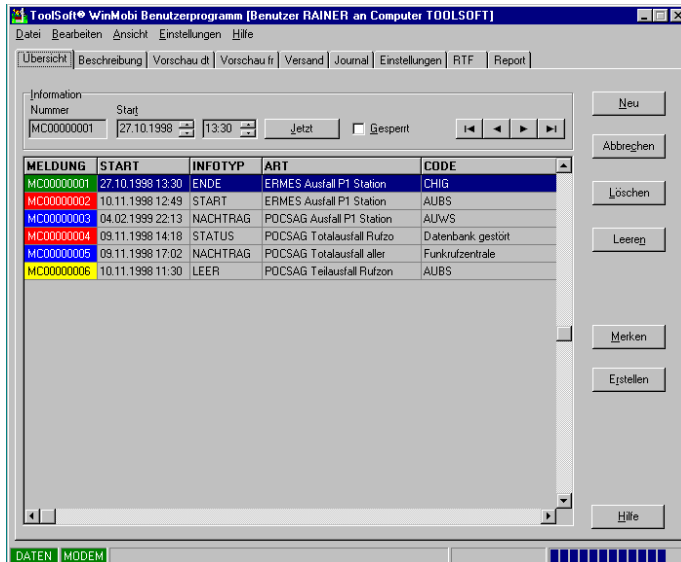 ToolSoft® WinMobi Benutzerprogramm [Benutzer RAINER an Computer TOOLSOFT]
Datei Bearbeiten Ansicht Einstellungen Hilfe
Übersicht Beschreibung Vorschau dt Vorschau fr Versand Journal Einstellungen RTF Report
Information
Nummer Start
MC00000001 27.10.1998 13:30 Jetzt Gesperrt
Neu
Abbrechen
Löschen
Leeren
Merken
Erstellen
Hilfe
MELDUNG START INFOTYP ART CODE
MC00000001 27.10.1998 13:30 ENDE ERMES Ausfall P1 Station CHIG
MC00000002 10.11.1998 12:49 START ERMES Ausfall P1 Station AUBS
MC00000003 04.02.1999 22:13 NACHTRAG POCSAG Ausfall P1 Station AUWS
MC00000004 09.11.1998 14:18 STATUS POCSAG Totalausfall Rufzo Datenbank gestört
MC00000005 09.11.1998 17:02 NACHTRAG POCSAG Totalausfall aller Funkrufzentrale
MC00000006 10.11.1998 11:30 LEER POCSAG Teilausfall Rufzon AUBS
DATEN MODEM